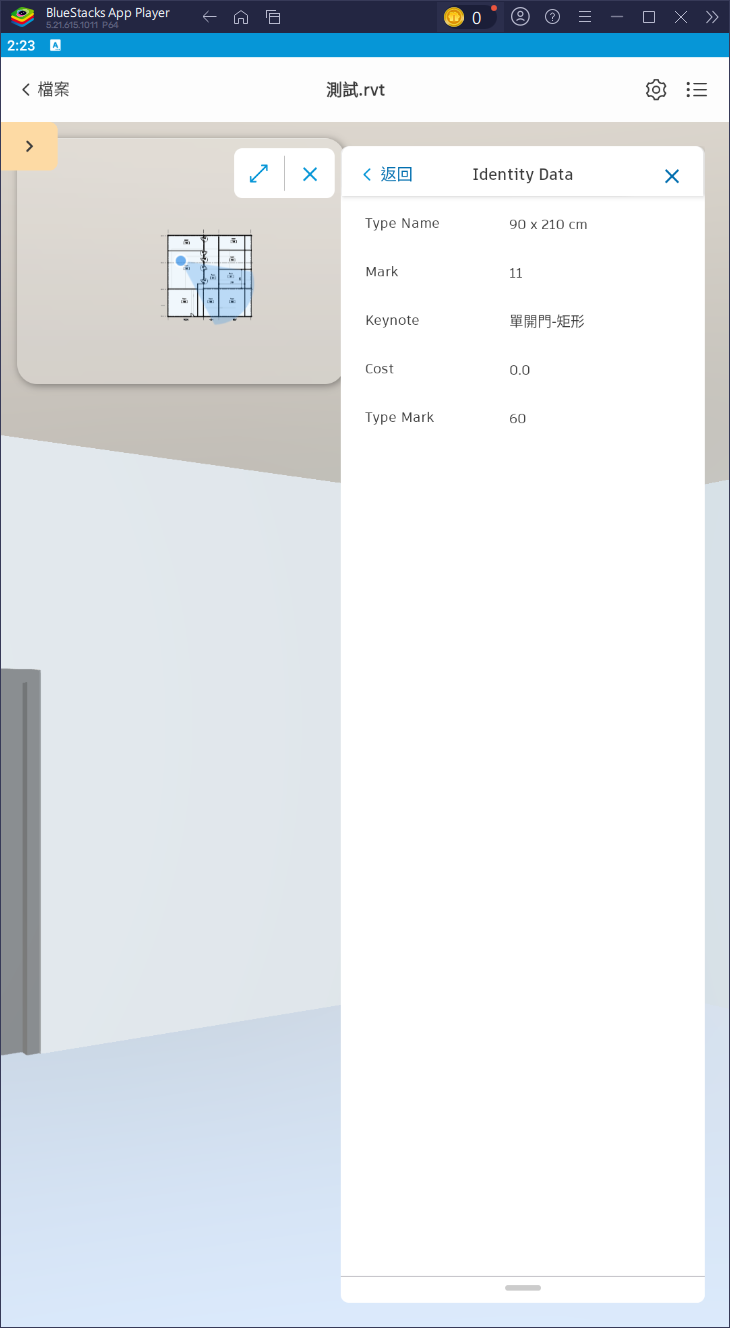 BlueStacks App Player
5.21.615.1011 P64
0
2:23
A
檔案
測試.rvt
返回
Identity Data
Type Name
90 x 210 cm
Mark
11
Keynote
單開門-矩形
Cost
0.0
Type Mark
60